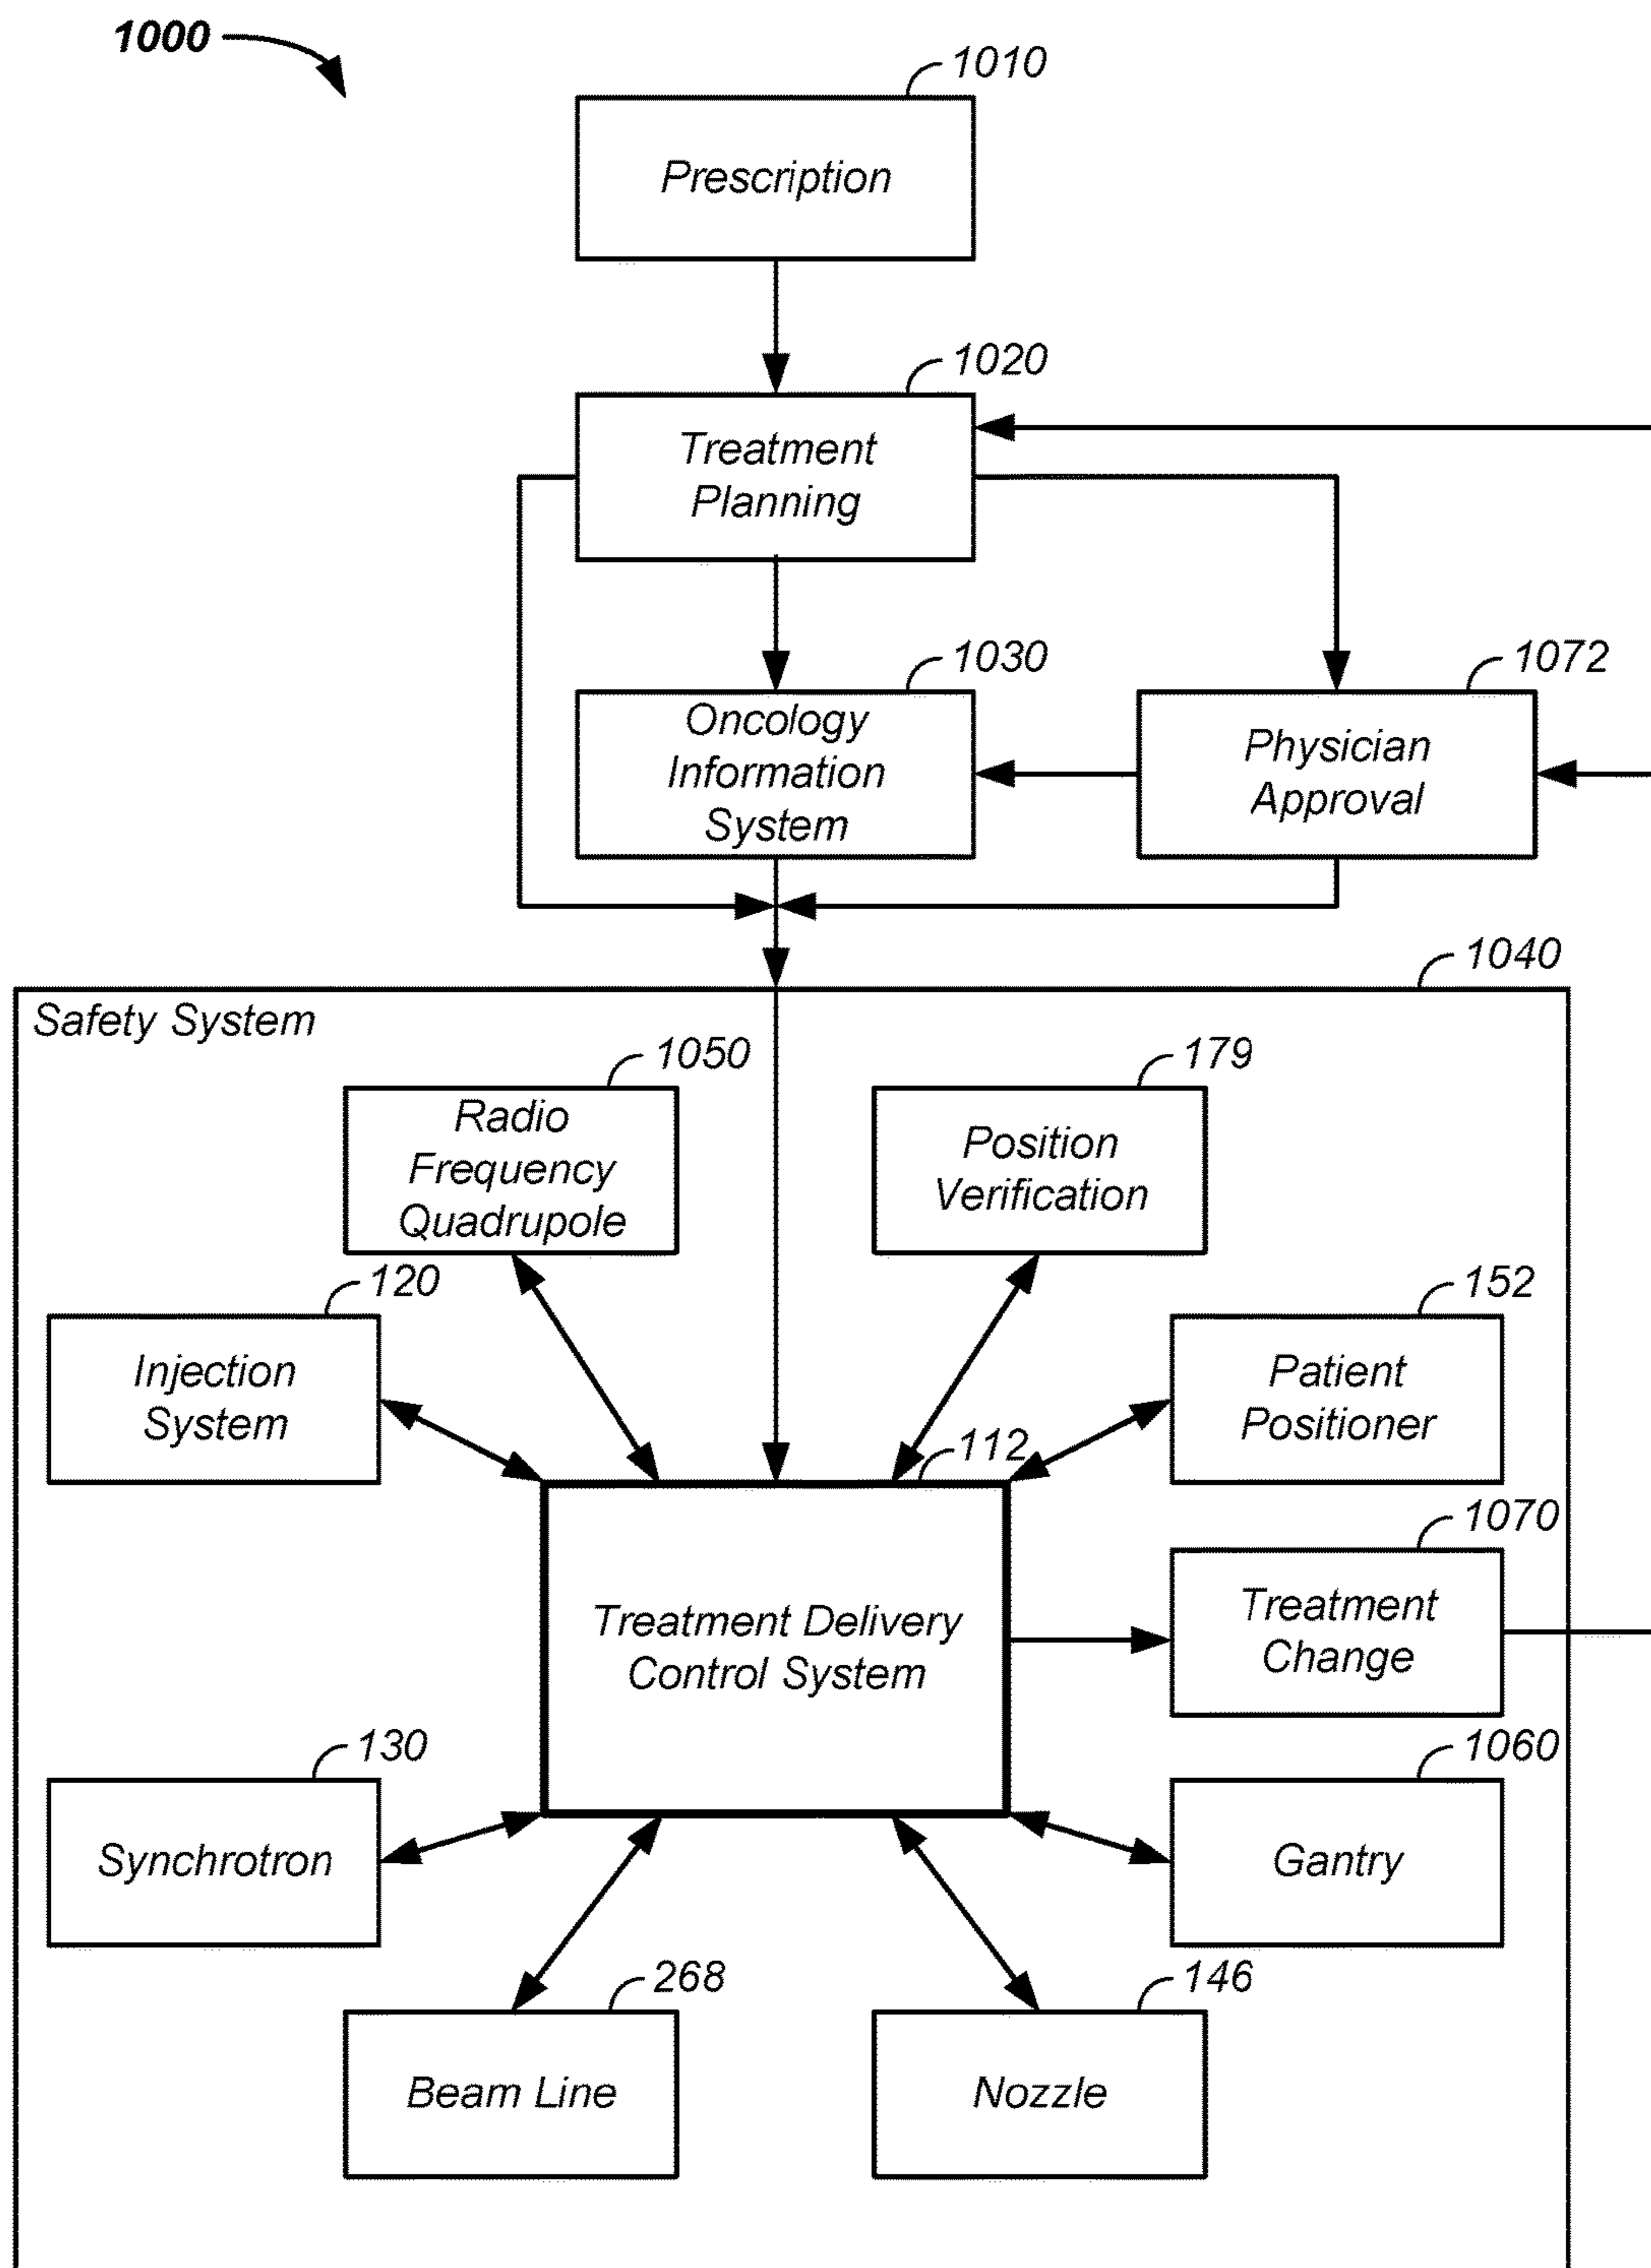 1000
1010
Prescription
1020
Treatment
Planning
1030
Oncology
Information
System
1072
Physician
Approval
1040
Safety System
1050
Radio
Frequency
Quadrupole
179
Position
Verification
120
Injection
System
152
Patient
Positioner
112
Treatment Delivery
Control System
1070
Treatment
Change
130
Synchrotron
1060
Gantry
268
Beam Line
146
Nozzle